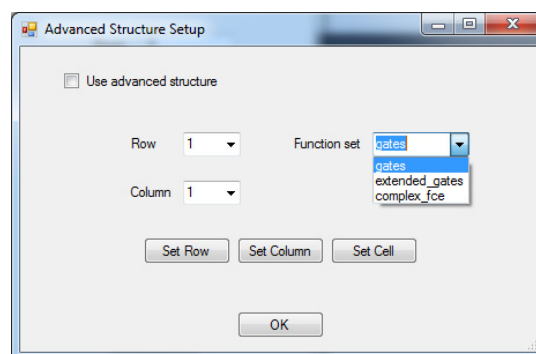 Advanced Structure Setup
Use advanced structure
Row 1 Function set gates
gates
extended_gates
complex_fce
Column 1
Set Row Set Column Set Cell
OK